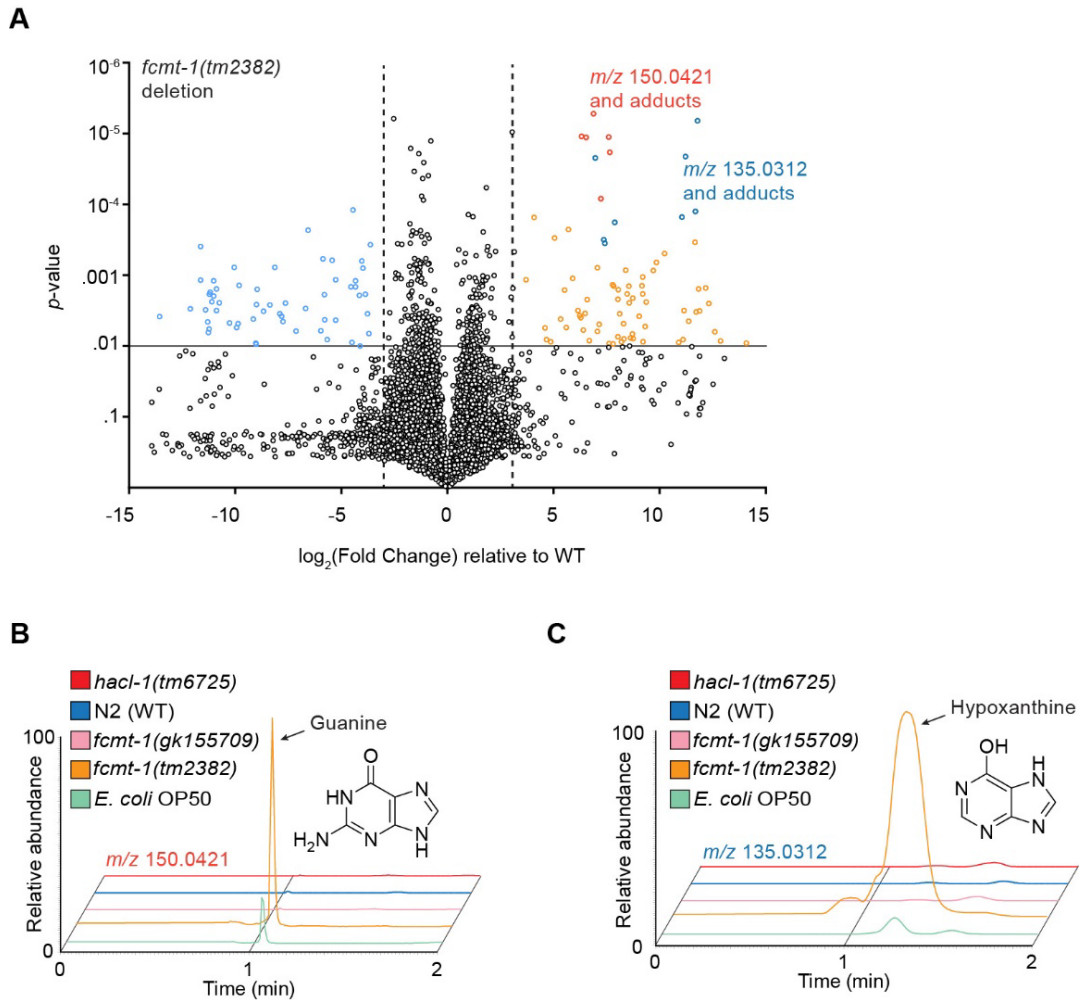 A
fcmt-1(tm2382)
deletion
m/z 150.0421
and adducts
m/z 135.0312
and adducts
10-6
10-5
10-4
.001
.01
.1
p-value
-15 -10 -5 0 5 10 15
log2(Fold Change) relative to WT
B
hacl-1(tm6725)
N2 (WT)
fcmt-1(gk155709)
fcmt-1(tm2382)
E. coli OP50
Guanine
O
HN
N
H2N
N
N
H
m/z 150.0421
100
0
Relative abundance
0 1 2
Time (min)
C
hacl-1(tm6725)
N2 (WT)
fcmt-1(gk155709)
fcmt-1(tm2382)
E. coli OP50
Hypoxanthine
OH
H
N
N
N
N
m/z 135.0312
100
0
Relative abundance
0 1 2
Time (min)